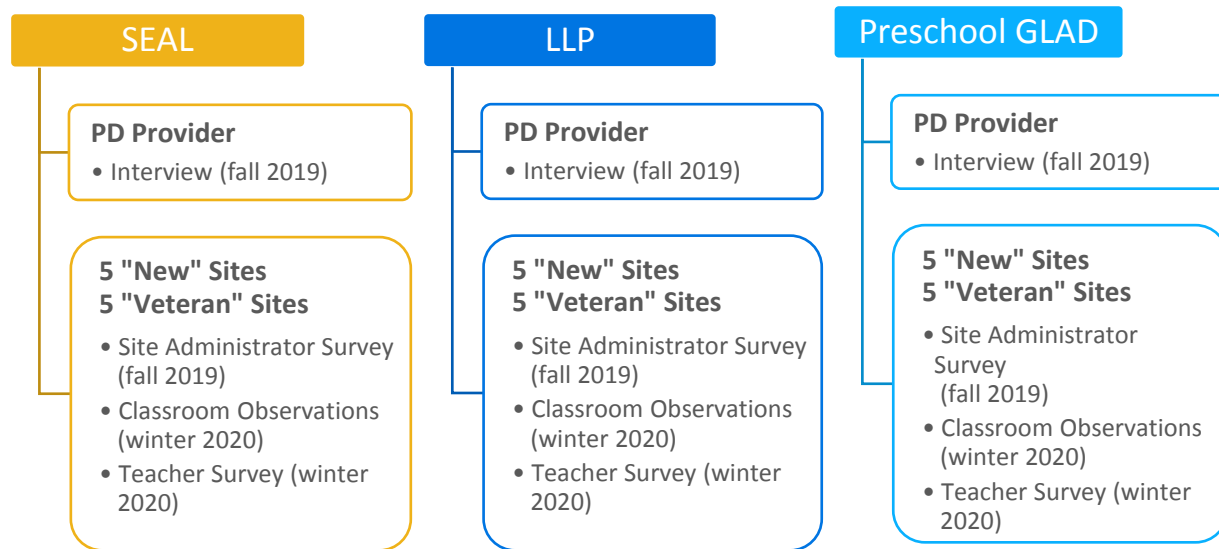 SEAL
PD Provider
• Interview (fall 2019)
5 "New" Sites
5 "Veteran" Sites
• Site Administrator Survey
(fall 2019)
• Classroom Observations
(winter 2020)
• Teacher Survey (winter
2020)
LLP
PD Provider
• Interview (fall 2019)
5 "New" Sites
5 "Veteran" Sites
• Site Administrator Survey
(fall 2019)
• Classroom Observations
(winter 2020)
• Teacher Survey (winter
2020)
Preschool GLAD
PD Provider
• Interview (fall 2019)
5 "New" Sites
5 "Veteran" Sites
• Site Administrator
Survey
(fall 2019)
• Classroom Observations
(winter 2020)
• Teacher Survey (winter
2020)